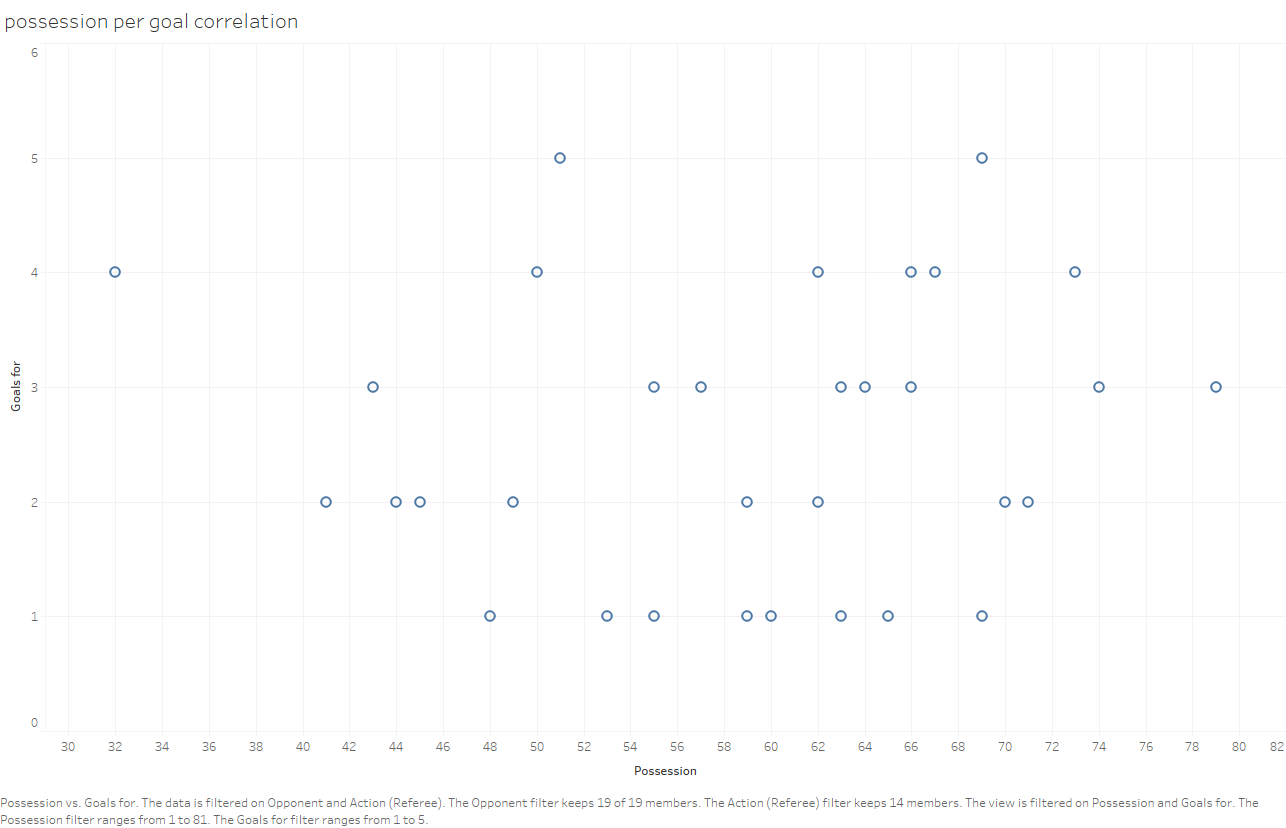 possession per goal correlation
6
5
4
3
2
1
0
Goals for
30 32 34 36 38 40 42 44 46 48 50 52 54 56 58 60 62 64 66 68 70 72 74 76 78 80 82
Possession
Possession vs. Goals for. The data is filtered on Opponent and Action (Referee). The Opponent filter keeps 19 of 19 members. The Action (Referee) filter keeps 14 members. The view is filtered on Possession and Goals for. The
Possession filter ranges from 1 to 81. The Goals for filter ranges from 1 to 5.